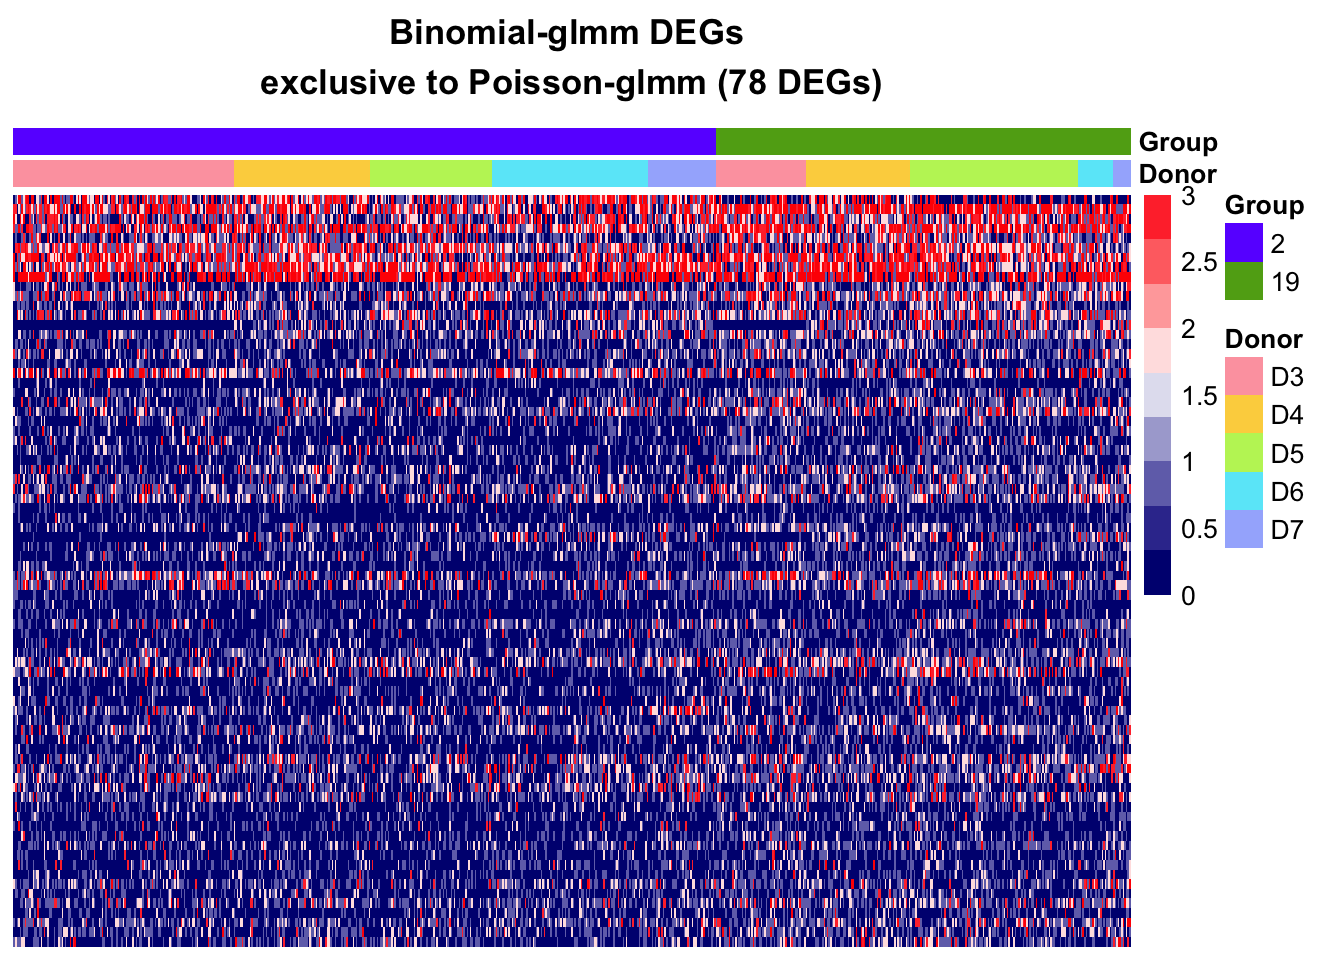 Binomial-glmm DEGs
exclusive to Poisson-glmm (78 DEGs)
Group
Donor
3
2.5
2
1.5
1
0.5
0
Group
2
19
Donor
D3
D4
D5
D6
D7